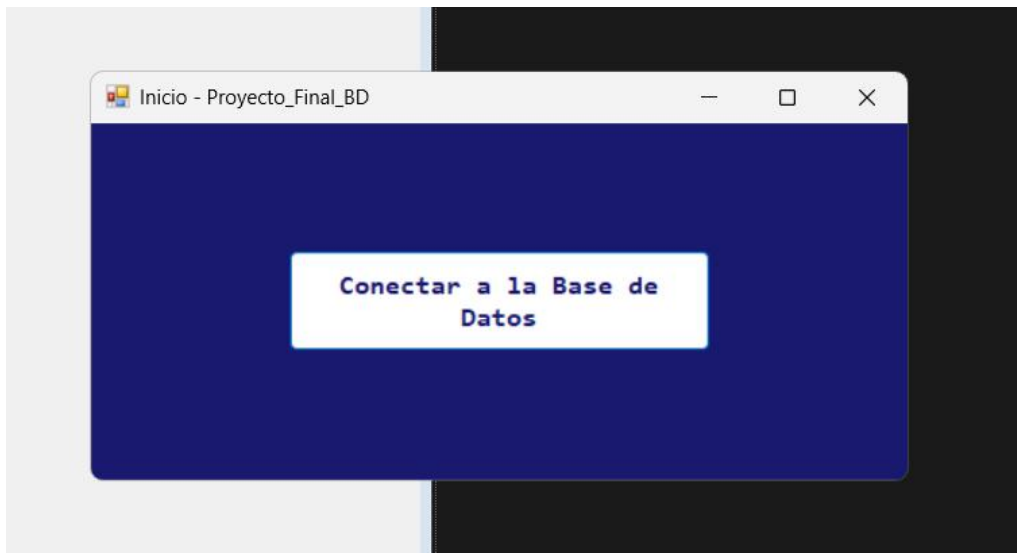 Inicio - Proyecto_Final_BD
Conectar a la Base de
Datos